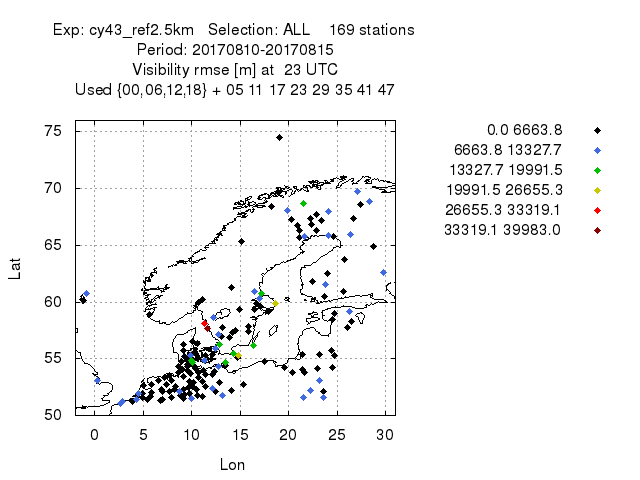 Exp: cy43_ref2.5km Selection: ALL 169 stations
Period: 20170810-20170815
Visibility rmse [m] at 23 UTC
Used {00,06,12,18} + 05 11 17 23 29 35 41 47
75
70
65
60
55
50
0 5 10 15 20 25 30
Lat
Lon
0.0 6663.8
6663.8 13327.7
13327.7 19991.5
19991.5 26655.3
26655.3 33319.1
33319.1 39983.0